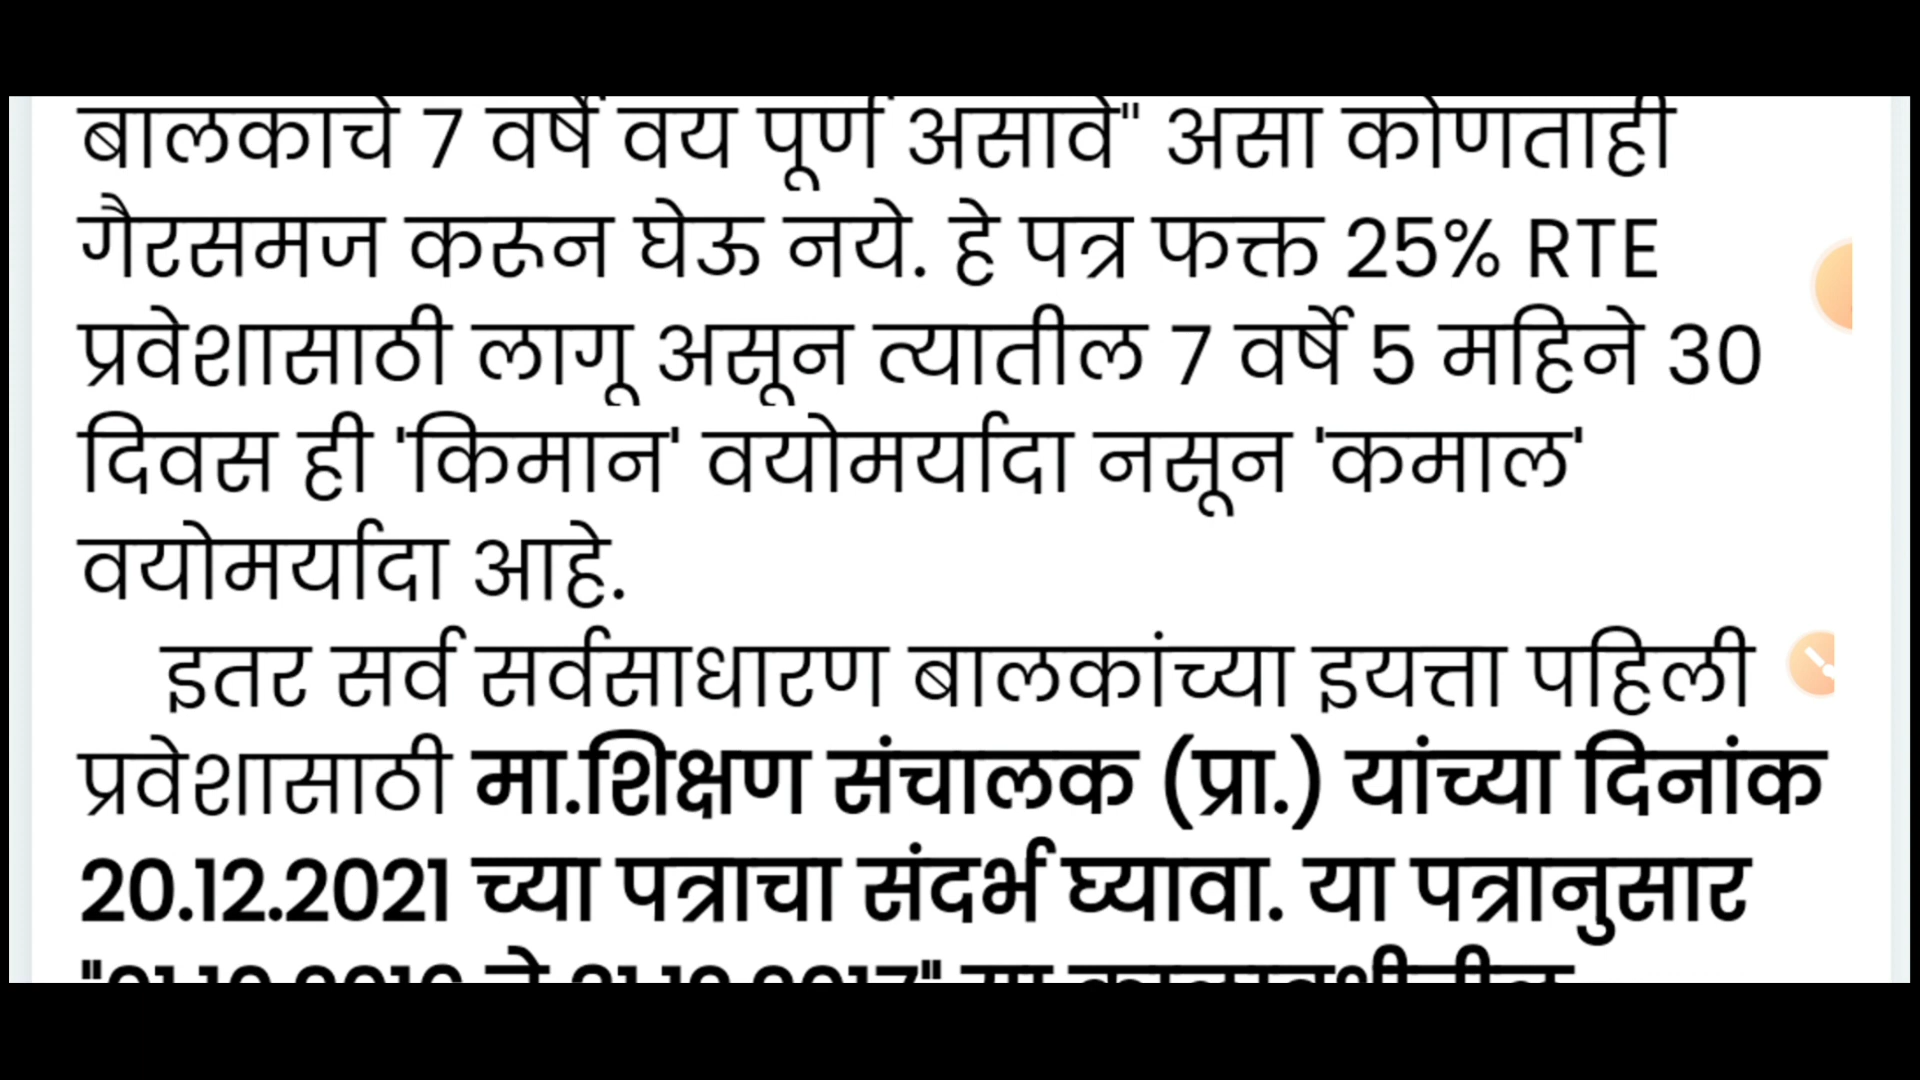 बालकाचे 7 वर्षे वय पूर्ण असावे" असा कोणताही
गैरसमज करून घेऊ नये. हे पत्र फक्त 25% RTE
प्रवेशासाठी लागू असून त्यातील 7 वर्षे 5 महिने 30
दिवस ही 'किमान' वयोमर्यादा नसून 'कमाल'
वयोमर्यादा आहे.
इतर सर्व सर्वसाधारण बालकांच्या इयत्ता पहिली
प्रवेशासाठी मा.शिक्षण संचालक (प्रा.) यांच्या दिनांक
20.12.2021 च्या पत्राचा संदर्भ घ्यावा. या पत्रानुसार